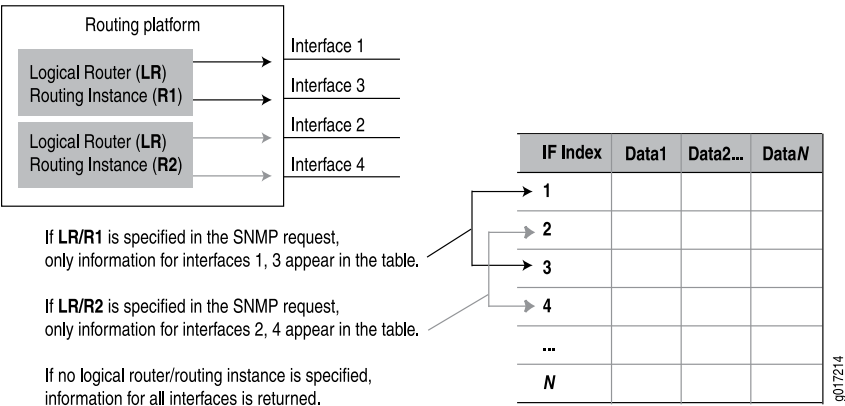 Routing platform
Logical Router (LR)
Routing Instance (R1)
Logical Router (LR)
Routing Instance (R2)
Interface 1
Interface 3
Interface 2
Interface 4
If LR/R1 is specified in the SNMP request,
only information for interfaces 1, 3 appear in the table.
If LR/R2 is specified in the SNMP request,
only information for interfaces 2, 4 appear in the table.
If no logical router/routing instance is specified,
information for all interfaces is returned.
IF Index Data1 Data2... DataN
1
2
3
4
...
N
g017214